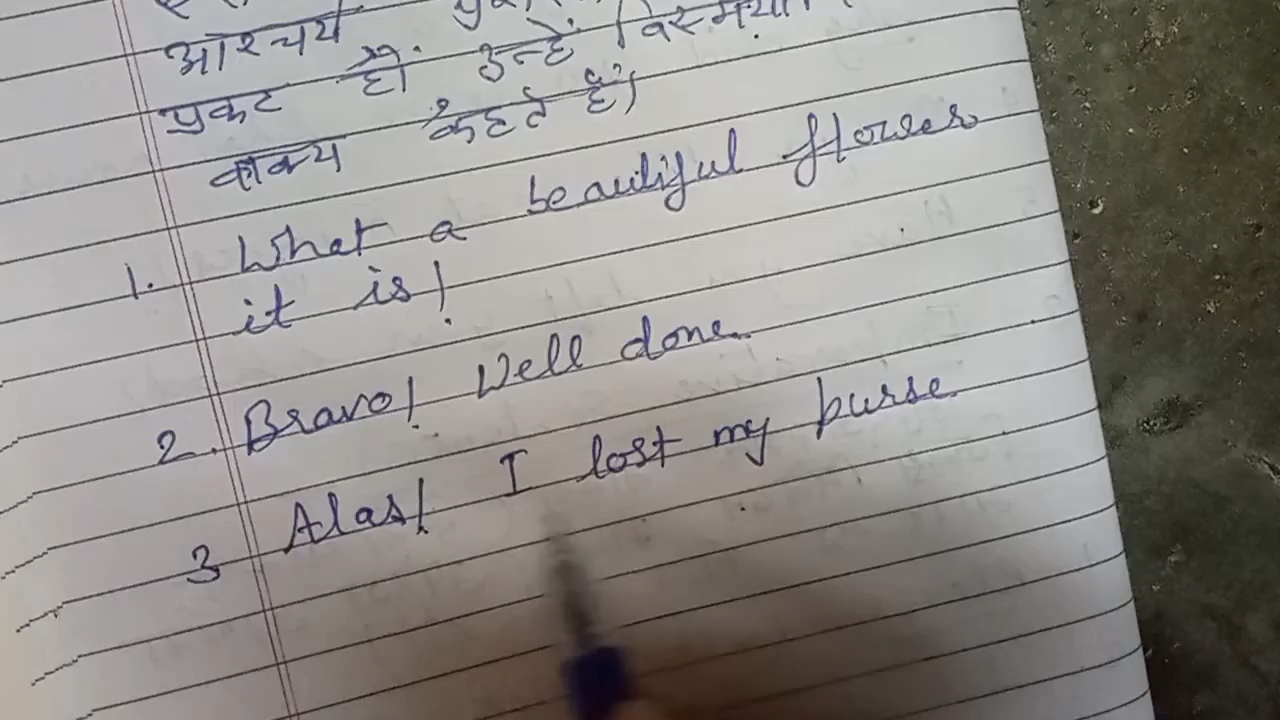 आश्चर्य
प्रकट हो। उन्हें
वाक्य कहते हैं।
1. What a beautiful flower
it is!
2. Bravo! Well done.
3 Alas! I lost my purse.